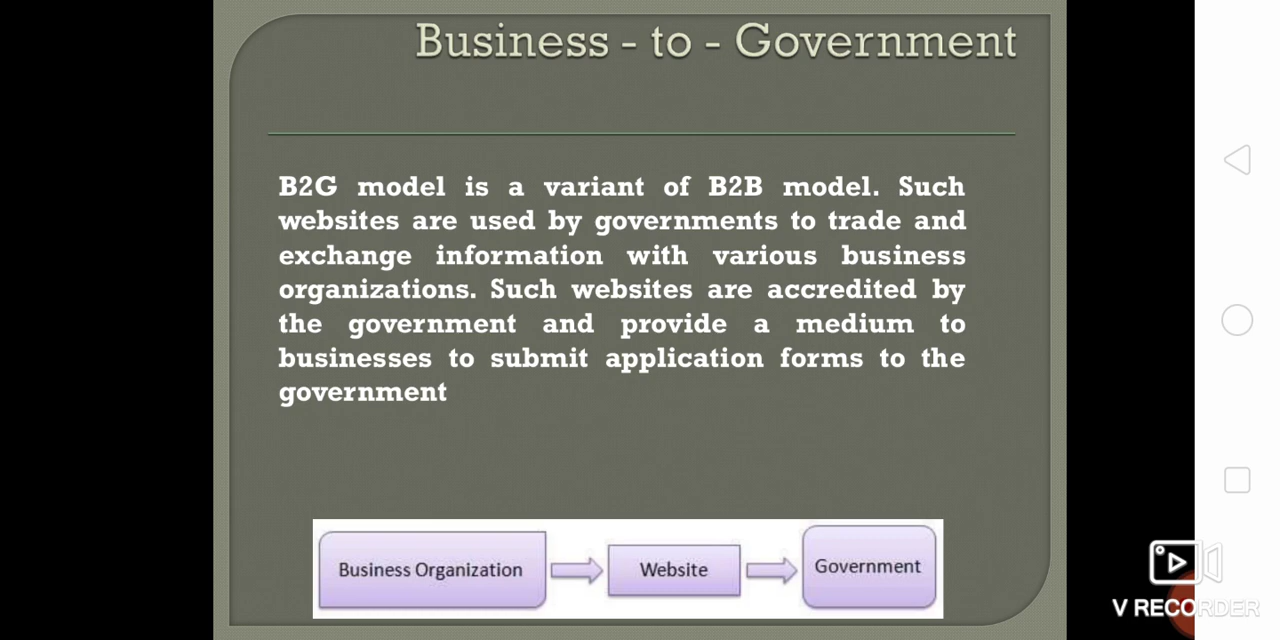 Business - to - Government
B2G model is a variant of B2B model. Such
websites are used by governments to trade and
exchange information with various business
organizations. Such websites are accredited by
the government and provide a medium to
businesses to submit application forms to the
government
Business Organization
Website
Government
V RECORDER